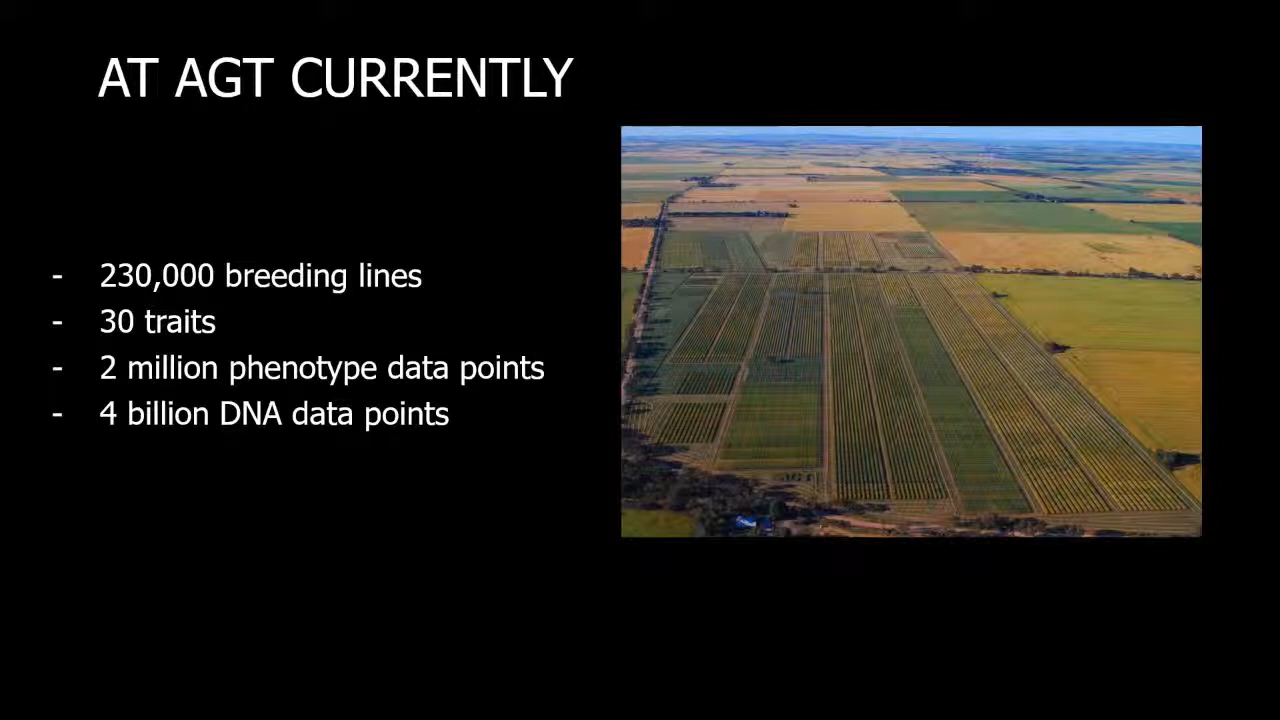 AT AGT CURRENTLY
- 230,000 breeding lines
- 30 traits
- 2 million phenotype data points
- 4 billion DNA data points